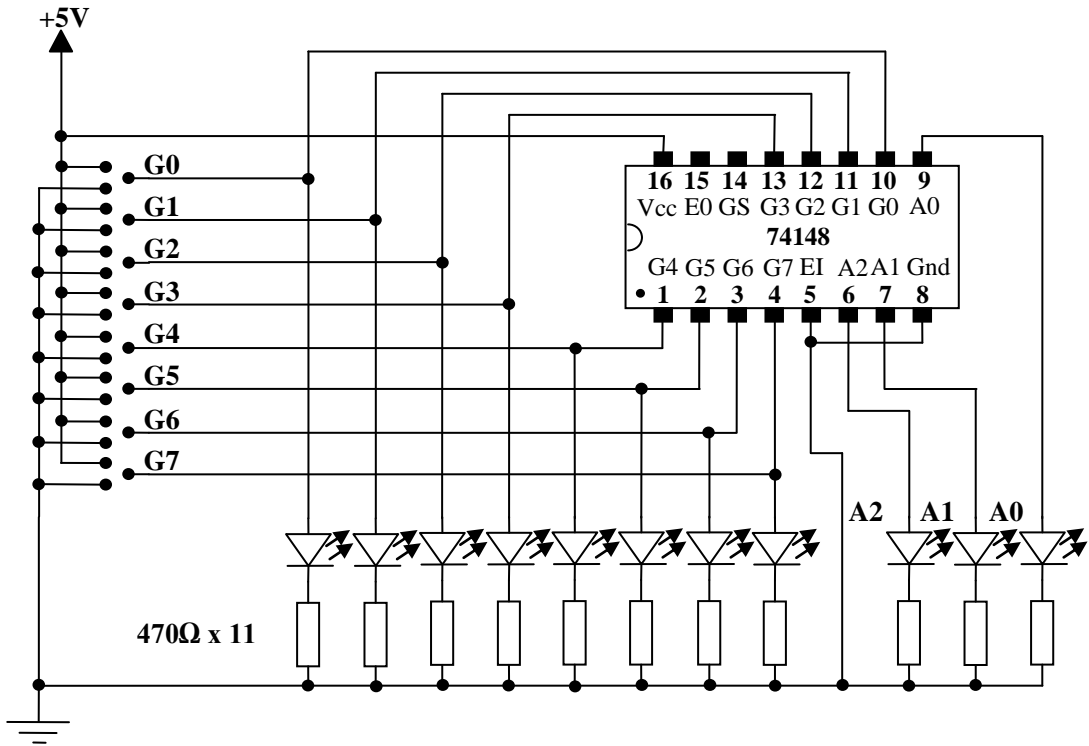 +5V
G0
G1
G2
G3
G4
G5
G6
G7
16 15 14 13 12 11 10 9
Vcc E0 GS G3 G2 G1 G0 A0
74148
G4 G5 G6 G7 EI A2 A1 Gnd
1 2 3 4 5 6 7 8
A2 A1 A0
470Ω x 11